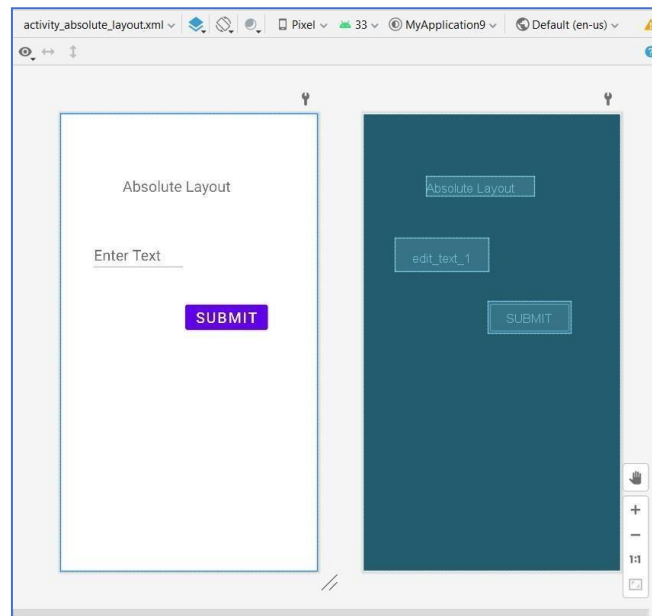 activity_absolute_layout.xml Pixel 33 MyApplication9 Default (en-us)
Absolute Layout Absolute Layout
Enter Text edit_text_1
SUBMIT SUBMIT
1:1